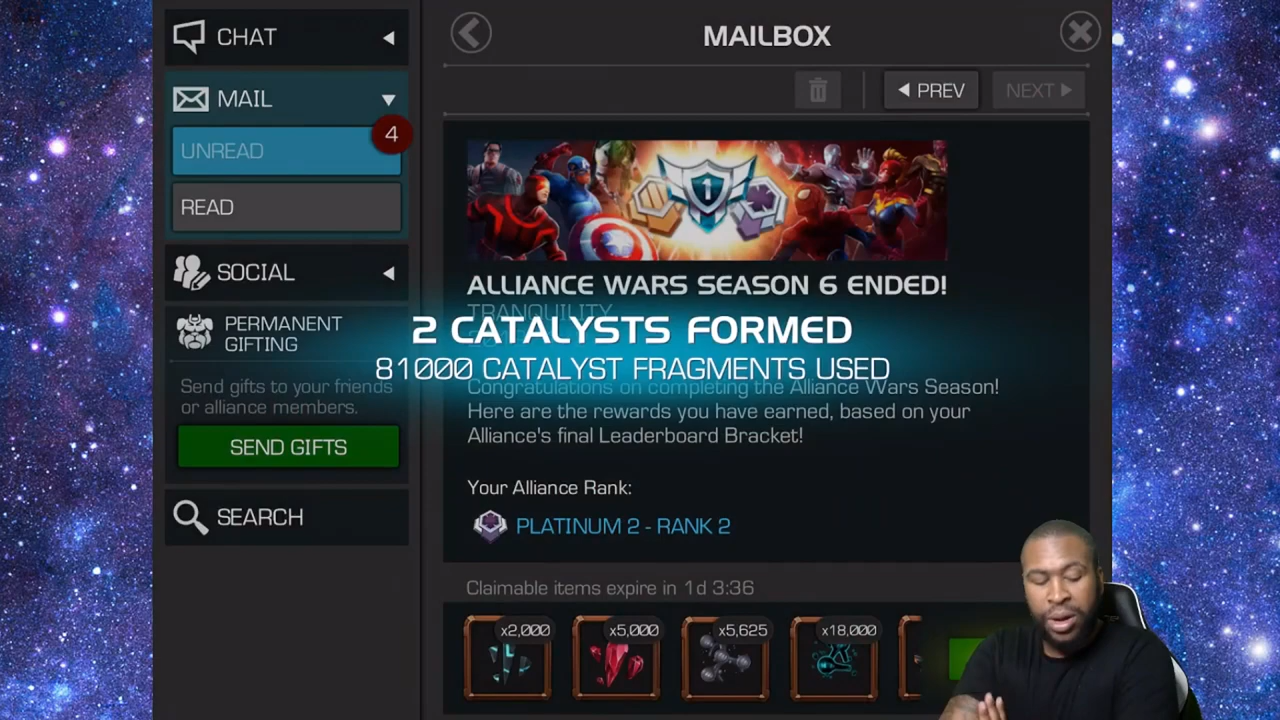 CHAT
MAIL
4
UNREAD
READ
SOCIAL
PERMANENT
GIFTING
Send gifts to your friends
or alliance members.
SEND GIFTS
SEARCH
MAILBOX
PREV
NEXT
1
ALLIANCE WARS SEASON 6 ENDED!
TRANQUILITY
2 CATALYSTS FORMED
81000 CATALYST FRAGMENTS USED
Congratulations on completing the Alliance Wars Season!
Here are the rewards you have earned, based on your
Alliance's final Leaderboard Bracket!
Your Alliance Rank:
PLATINUM 2 - RANK 2
Claimable items expire in 1d 3:36
x2,000
x5,000
x5,625
x18,000